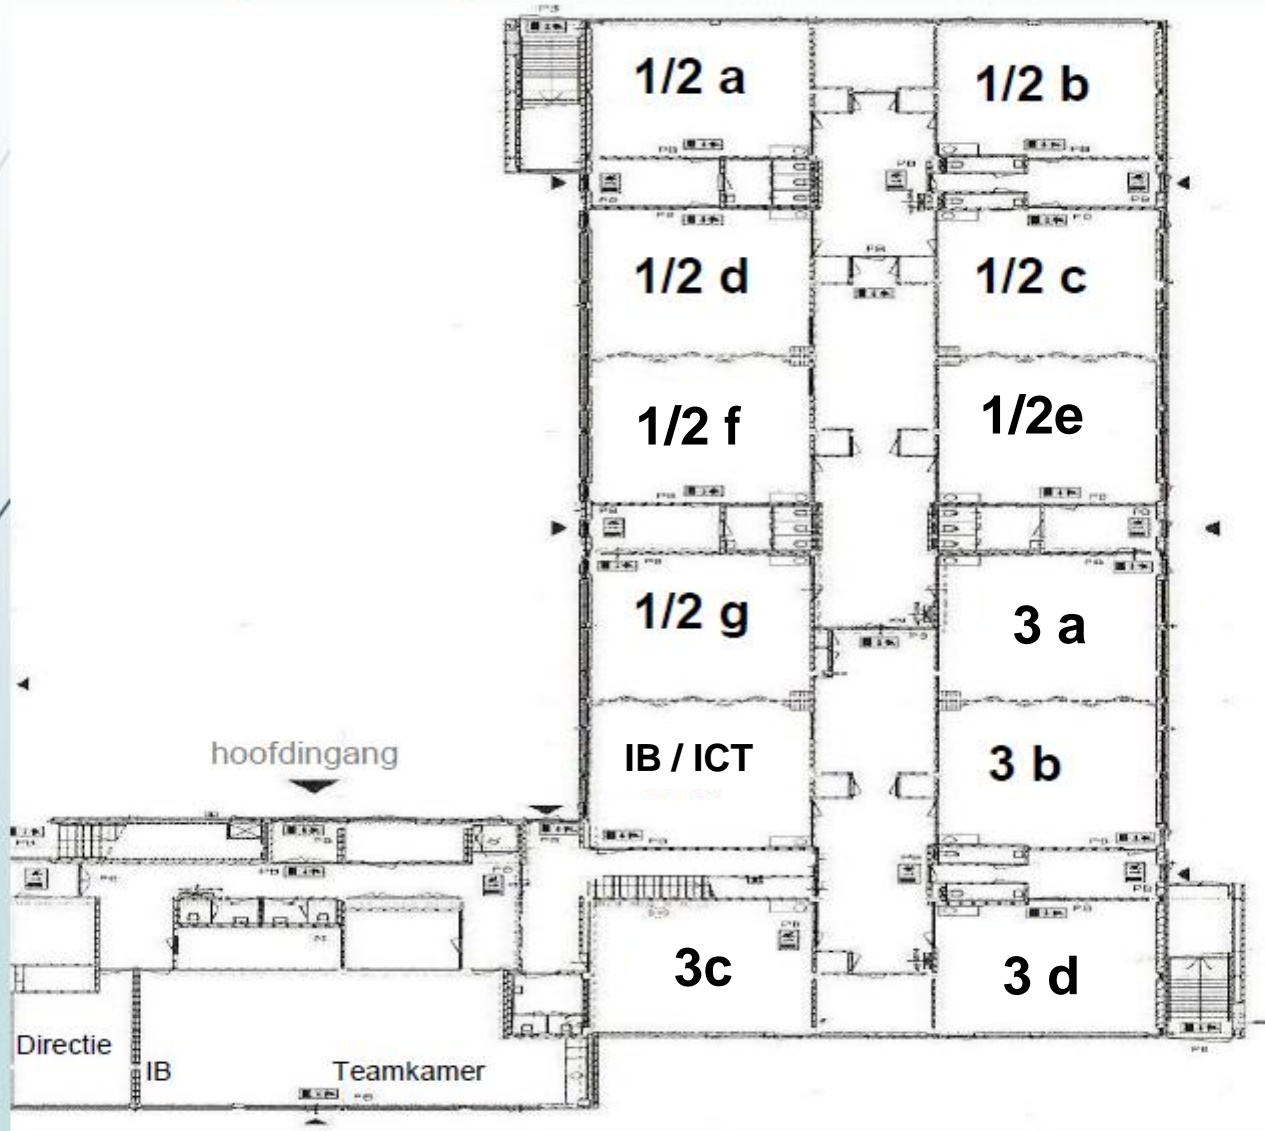 1/2 a
1/2 b
1/2 d
1/2 c
1/2 f
1/2e
1/2 g
3 a
hoofdingang
IB / ICT
3 b
3c
3 d
Directie
IB
Teamkamer